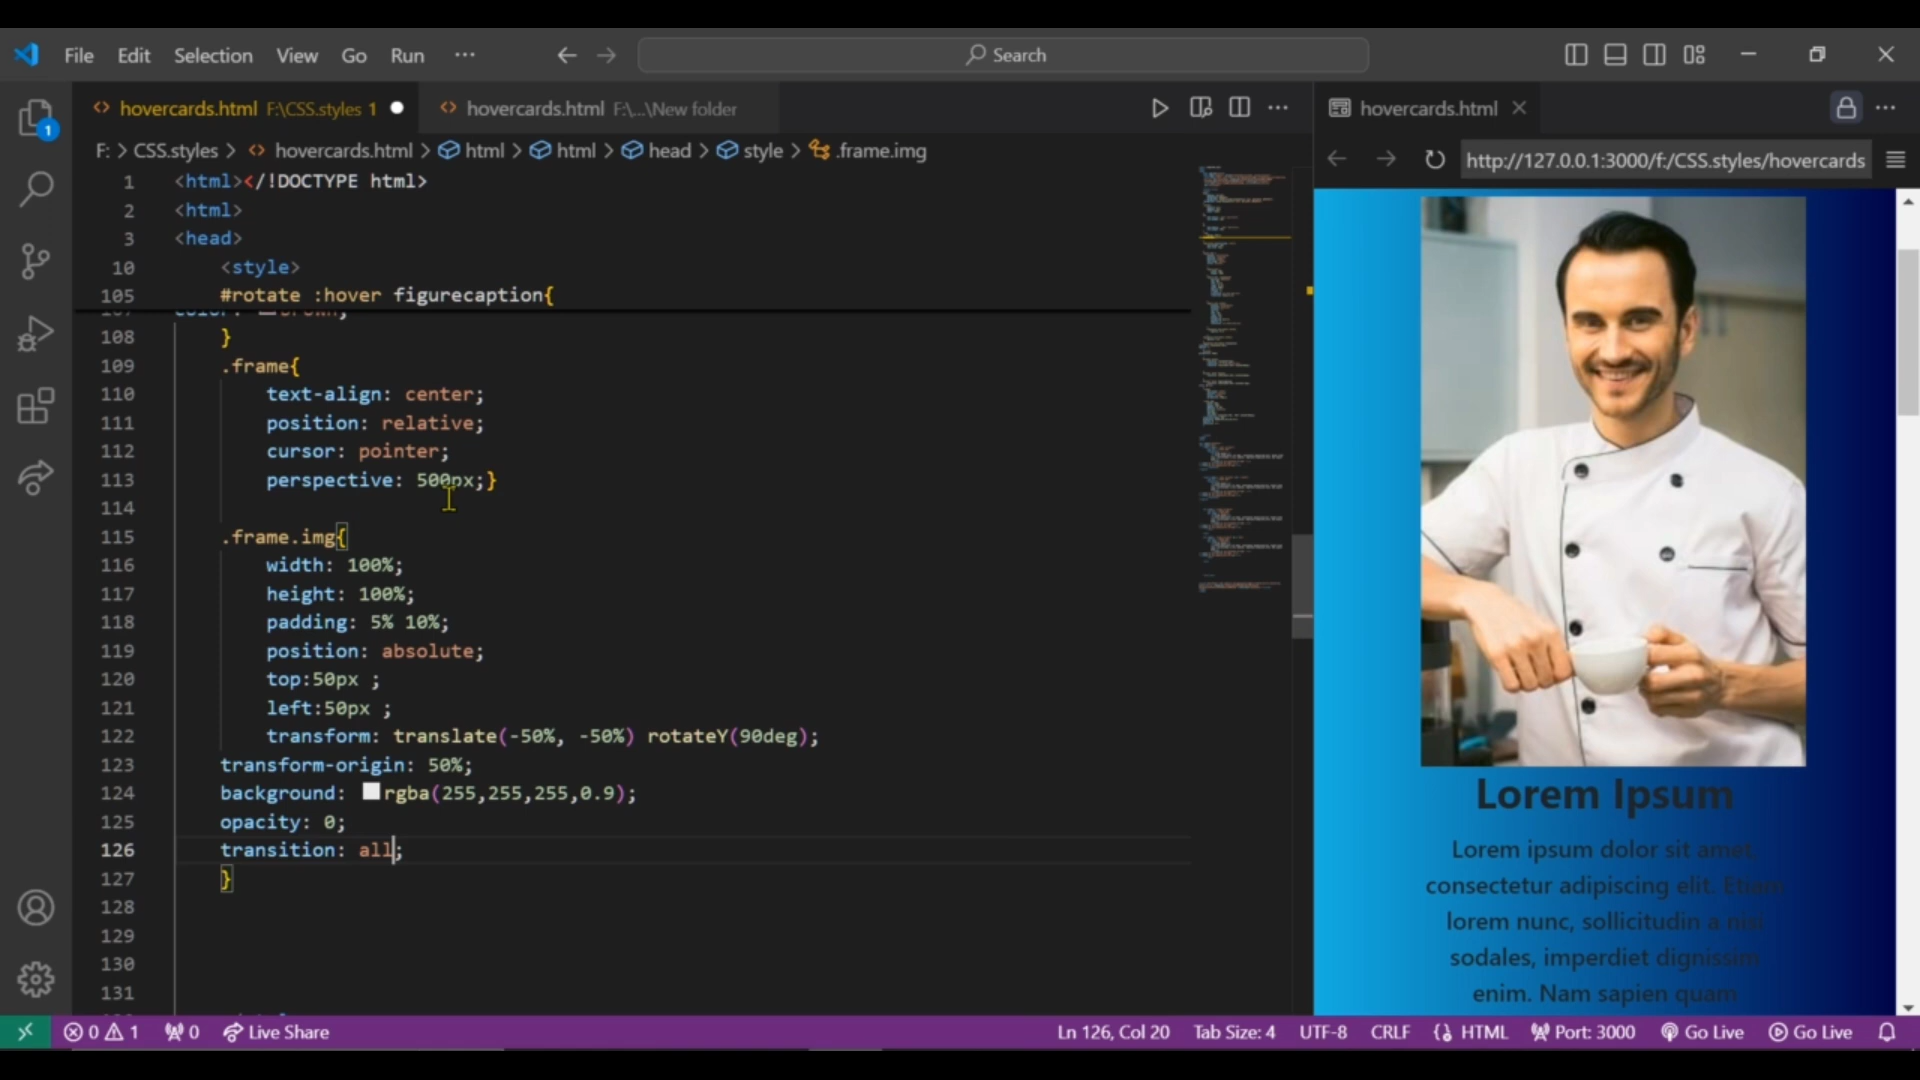 File Edit Selection View Go Run ··· Search
hovercards.html F:\CSS.styles 1 hovercards.html F:\...\New folder hovercards.html
F: > CSS.styles > hovercards.html > html > html > head > style > .frame.img
http://127.0.0.1:3000/f:/CSS.styles/hovercards
1 <html></!DOCTYPE html>
2 <html>
3 <head>
10 <style>
105 #rotate :hover figurecaption{
107 color: brown;
108 }
109 .frame{
110 text-align: center;
111 position: relative;
112 cursor: pointer;
113 perspective: 500px;}
114
115 .frame.img{
116 width: 100%;
117 height: 100%;
118 padding: 5% 10%;
119 position: absolute;
120 top:50px ;
121 left:50px ;
122 transform: translate(-50%, -50%) rotateY(90deg);
123 transform-origin: 50%;
124 background: rgba(255,255,255,0.9);
125 opacity: 0;
126 transition: all;
127 }
128
129
130
131
1
Lorem Ipsum
Lorem ipsum dolor sit amet,
consectetur adipiscing elit. Etiam
lorem nunc, sollicitudin a nisi
sodales, imperdiet dignissim
enim. Nam sapien quam
0 1 0 Live Share Ln 126, Col 20 Tab Size: 4 UTF-8 CRLF HTML Port: 3000 Go Live Go Live